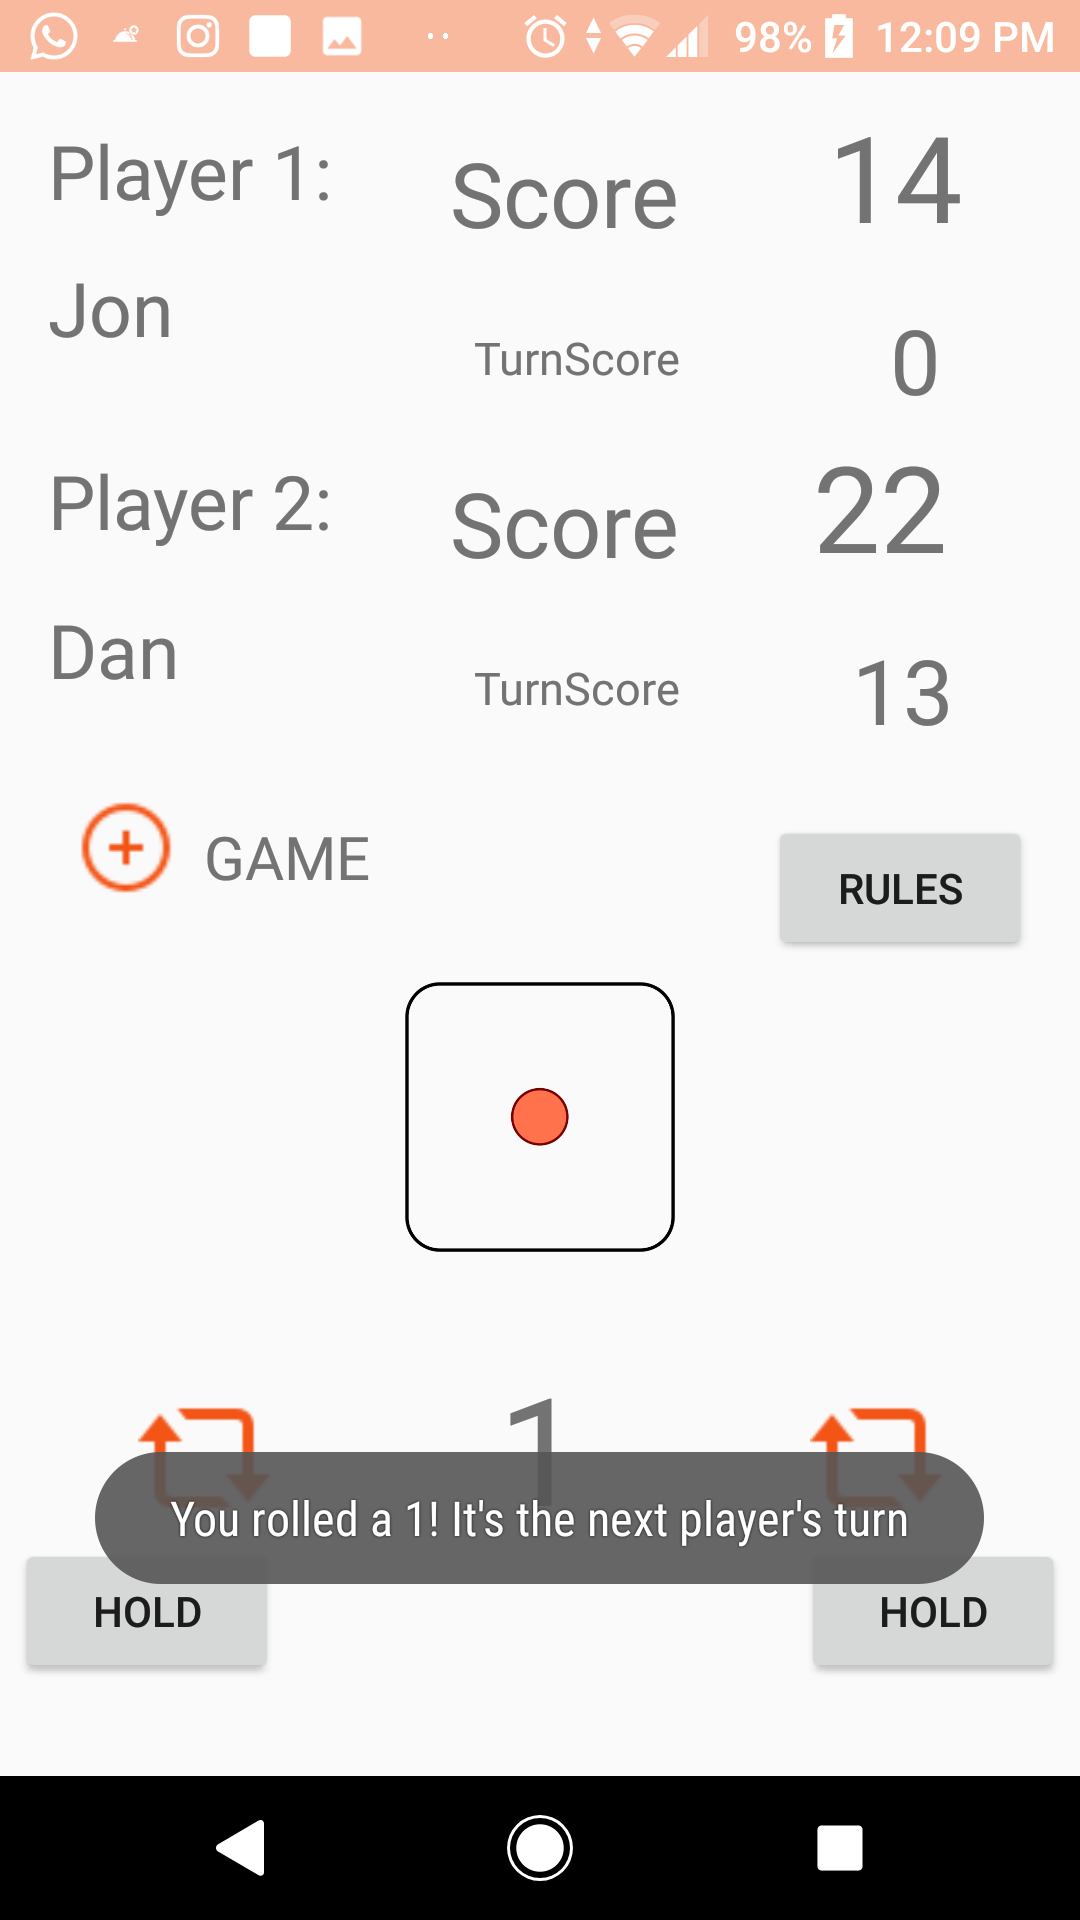 98% 12:09 PM
Player 1: Score 14
Jon
TurnScore 0
Player 2: Score 22
Dan
TurnScore 13
GAME
RULES
1
You rolled a 1! It's the next player's turn
HOLD HOLD